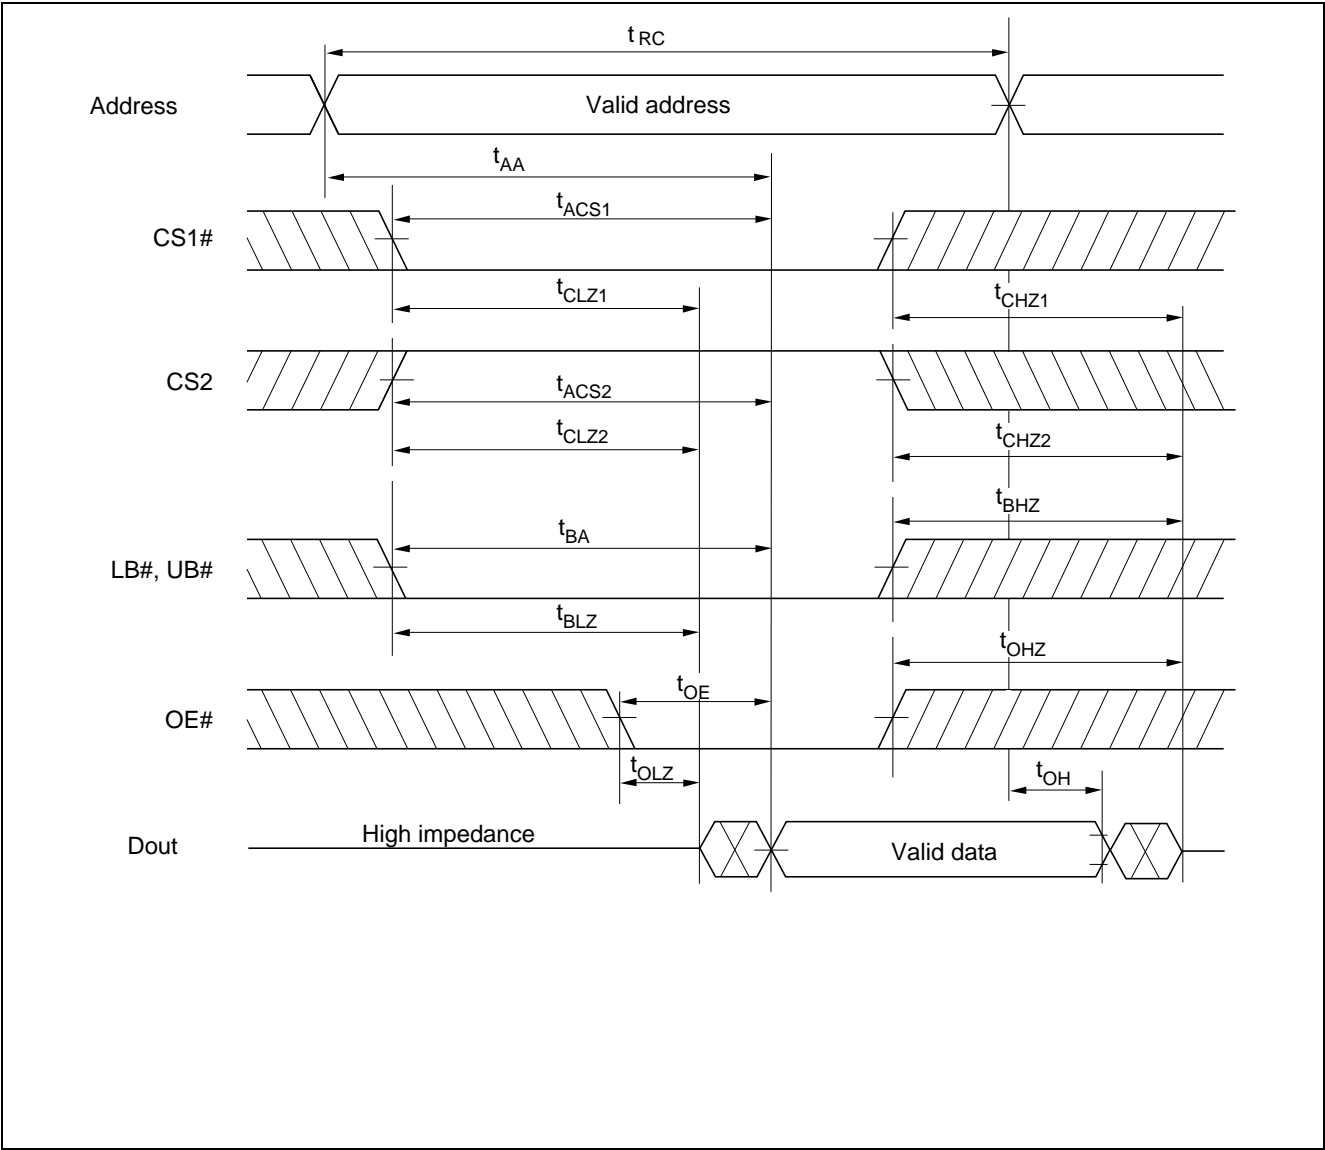 t RC
Address
Valid address
tAA
tACS1
CS1#
tCLZ1
tCHZ1
CS2
tACS2
tCLZ2
tCHZ2
tBHZ
tBA
LB#, UB#
tBLZ
tOHZ
tOE
OE#
tOLZ
tOH
High impedance
Dout
Valid data